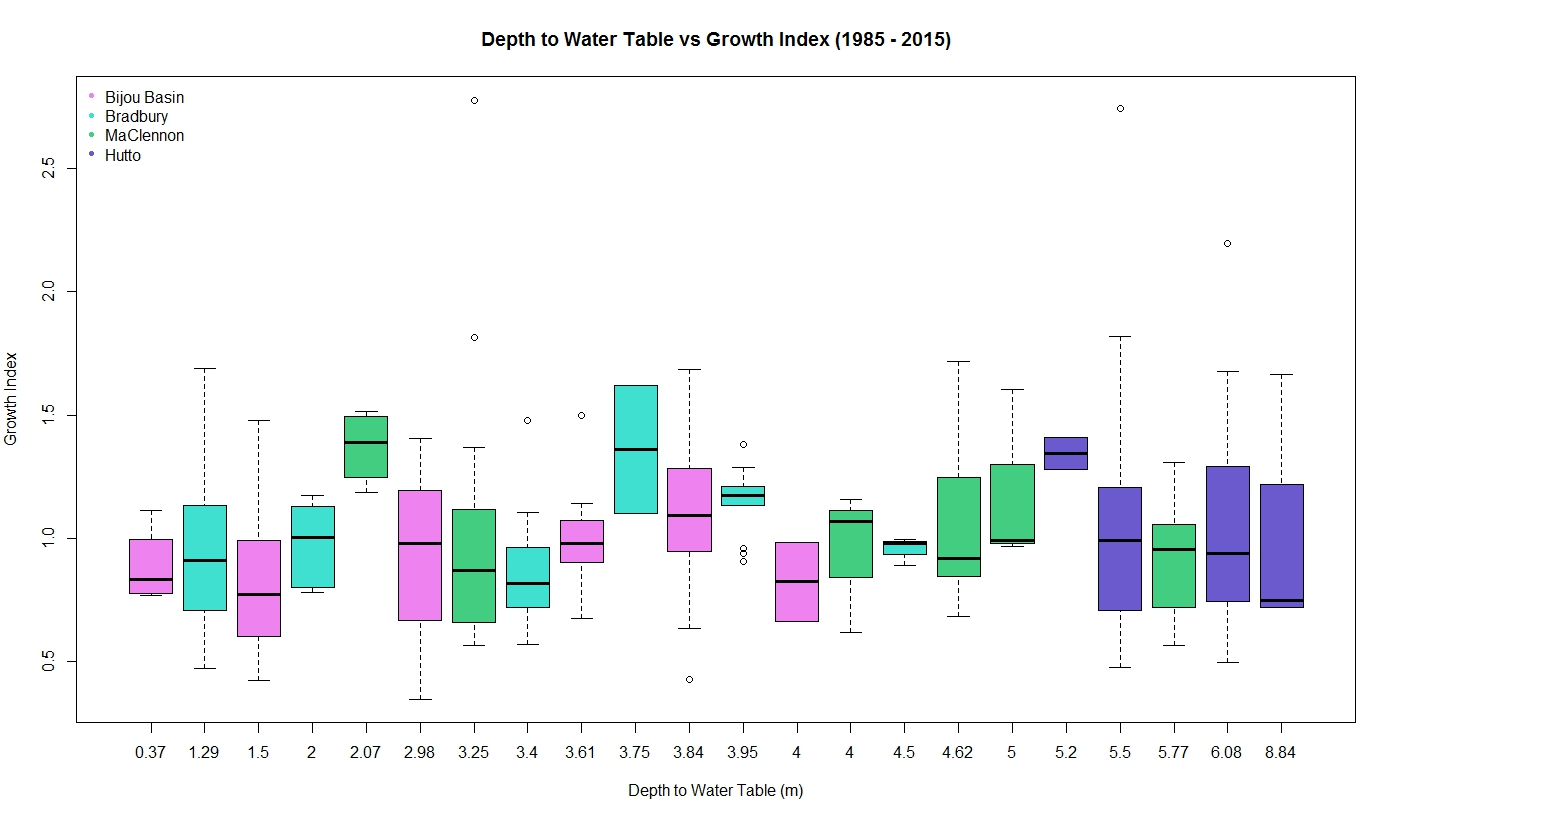 Depth to Water Table vs Growth Index (1985 - 2015)
Bijou Basin
Bradbury
MaClennon
Hutto
Growth Index
2.5
2.0
1.5
1.0
0.5
0.37 1.29 1.5 2 2.07 2.98 3.25 3.4 3.61 3.75 3.84 3.95 4 4 4.5 4.62 5 5.2 5.5 5.77 6.08 8.84
Depth to Water Table (m)